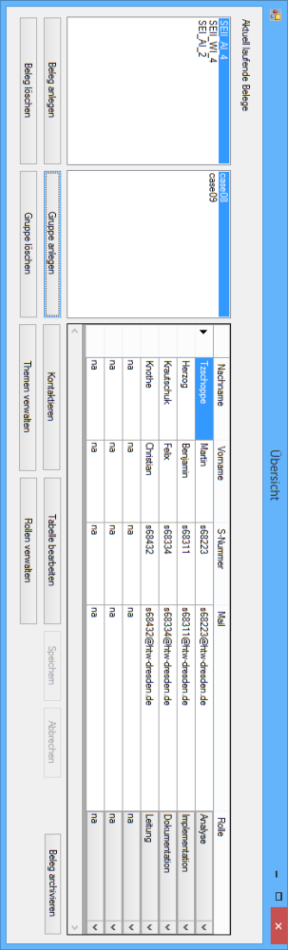 Übersicht
Aktuell laufende Belege
SEII_AI_4
SEII_WI_4
SEI_AI_2
case08
case09
Nachname Vorname S-Nummer Mail Rolle
Tzschoppe Martin s68223 s68223@htw-dresden.de Analyse
Herzog Benjamin s68311 s68311@htw-dresden.de Implementation
Krautschuk Felix s68334 s68334@htw-dresden.de Dokumentation
Knothe Christian s68432 s68432@htw-dresden.de Leitung
na na na na na
na na na na na
na na na na na
Beleg anlegen Gruppe anlegen Kontaktieren Tabelle bearbeiten Speichern Abbrechen Beleg archivieren
Beleg löschen Gruppe löschen Themen verwalten Rollen verwalten